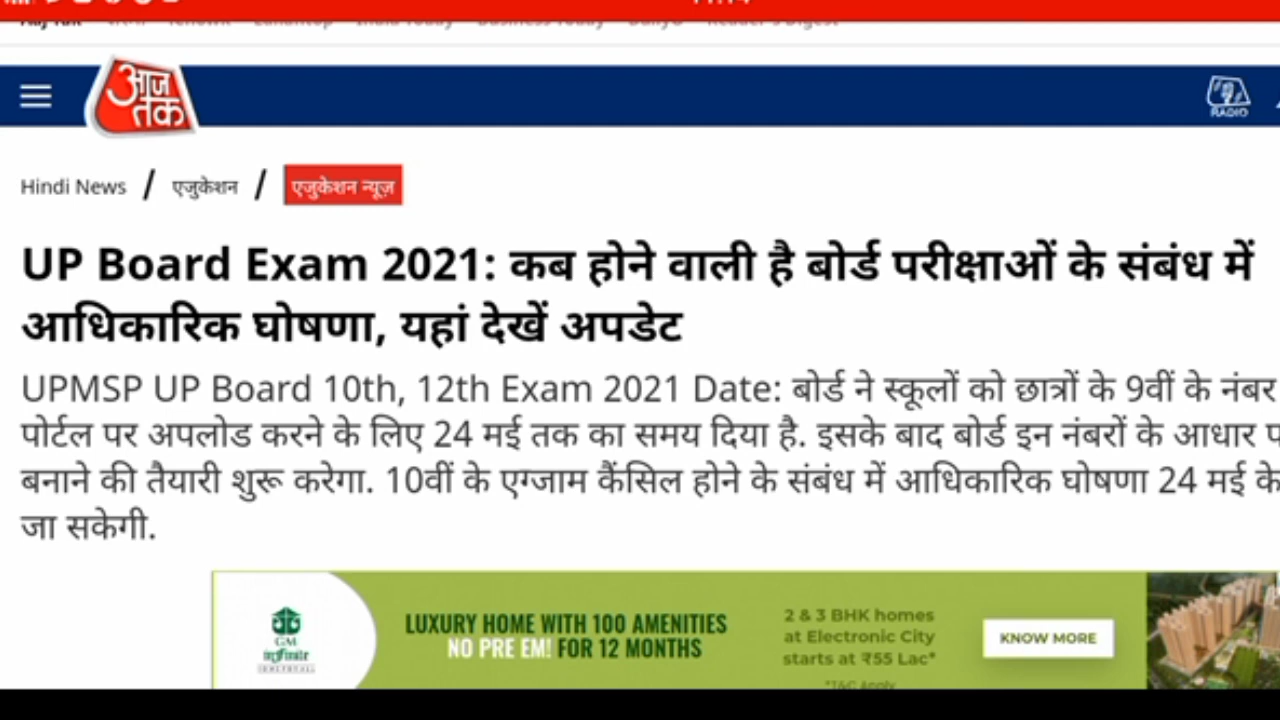 आज
तक
RADIO
Hindi News / एजुकेशन / एजुकेशन न्यूज़
UP Board Exam 2021: कब होने वाली है बोर्ड परीक्षाओं के संबंध में
आधिकारिक घोषणा, यहां देखें अपडेट
UPMSP UP Board 10th, 12th Exam 2021 Date: बोर्ड ने स्कूलों को छात्रों के 9वीं के नंबर
पोर्टल पर अपलोड करने के लिए 24 मई तक का समय दिया है. इसके बाद बोर्ड इन नंबरों के आधार
बनाने की तैयारी शुरू करेगा. 10वीं के एग्जाम कैंसिल होने के संबंध में आधिकारिक घोषणा 24 मई के
जा सकेगी.
GM
infinite
LUXURY HOME WITH 100 AMENITIES
NO PRE EM! FOR 12 MONTHS
2 & 3 BHK homes
at Electronic City
starts at ₹55 Lac*
*T&C Apply
KNOW MORE